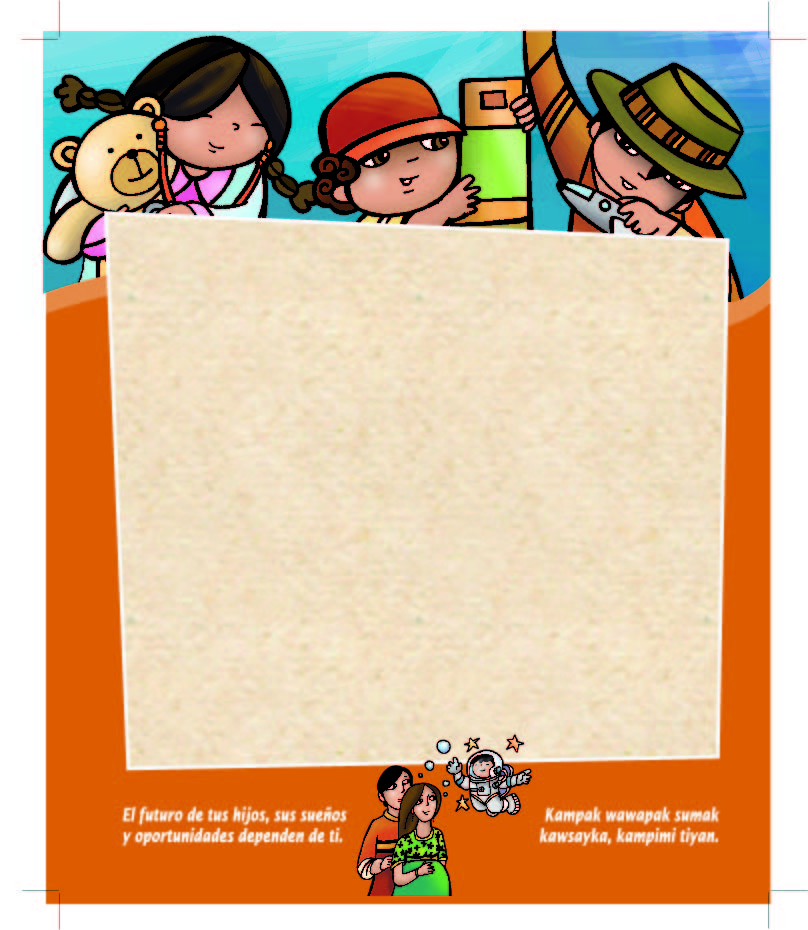 El futuro de tus hijos, sus sueños
y oportunidades dependen de ti.
Kampak wawapak sumak
kawsayka, kampimi tiyan.